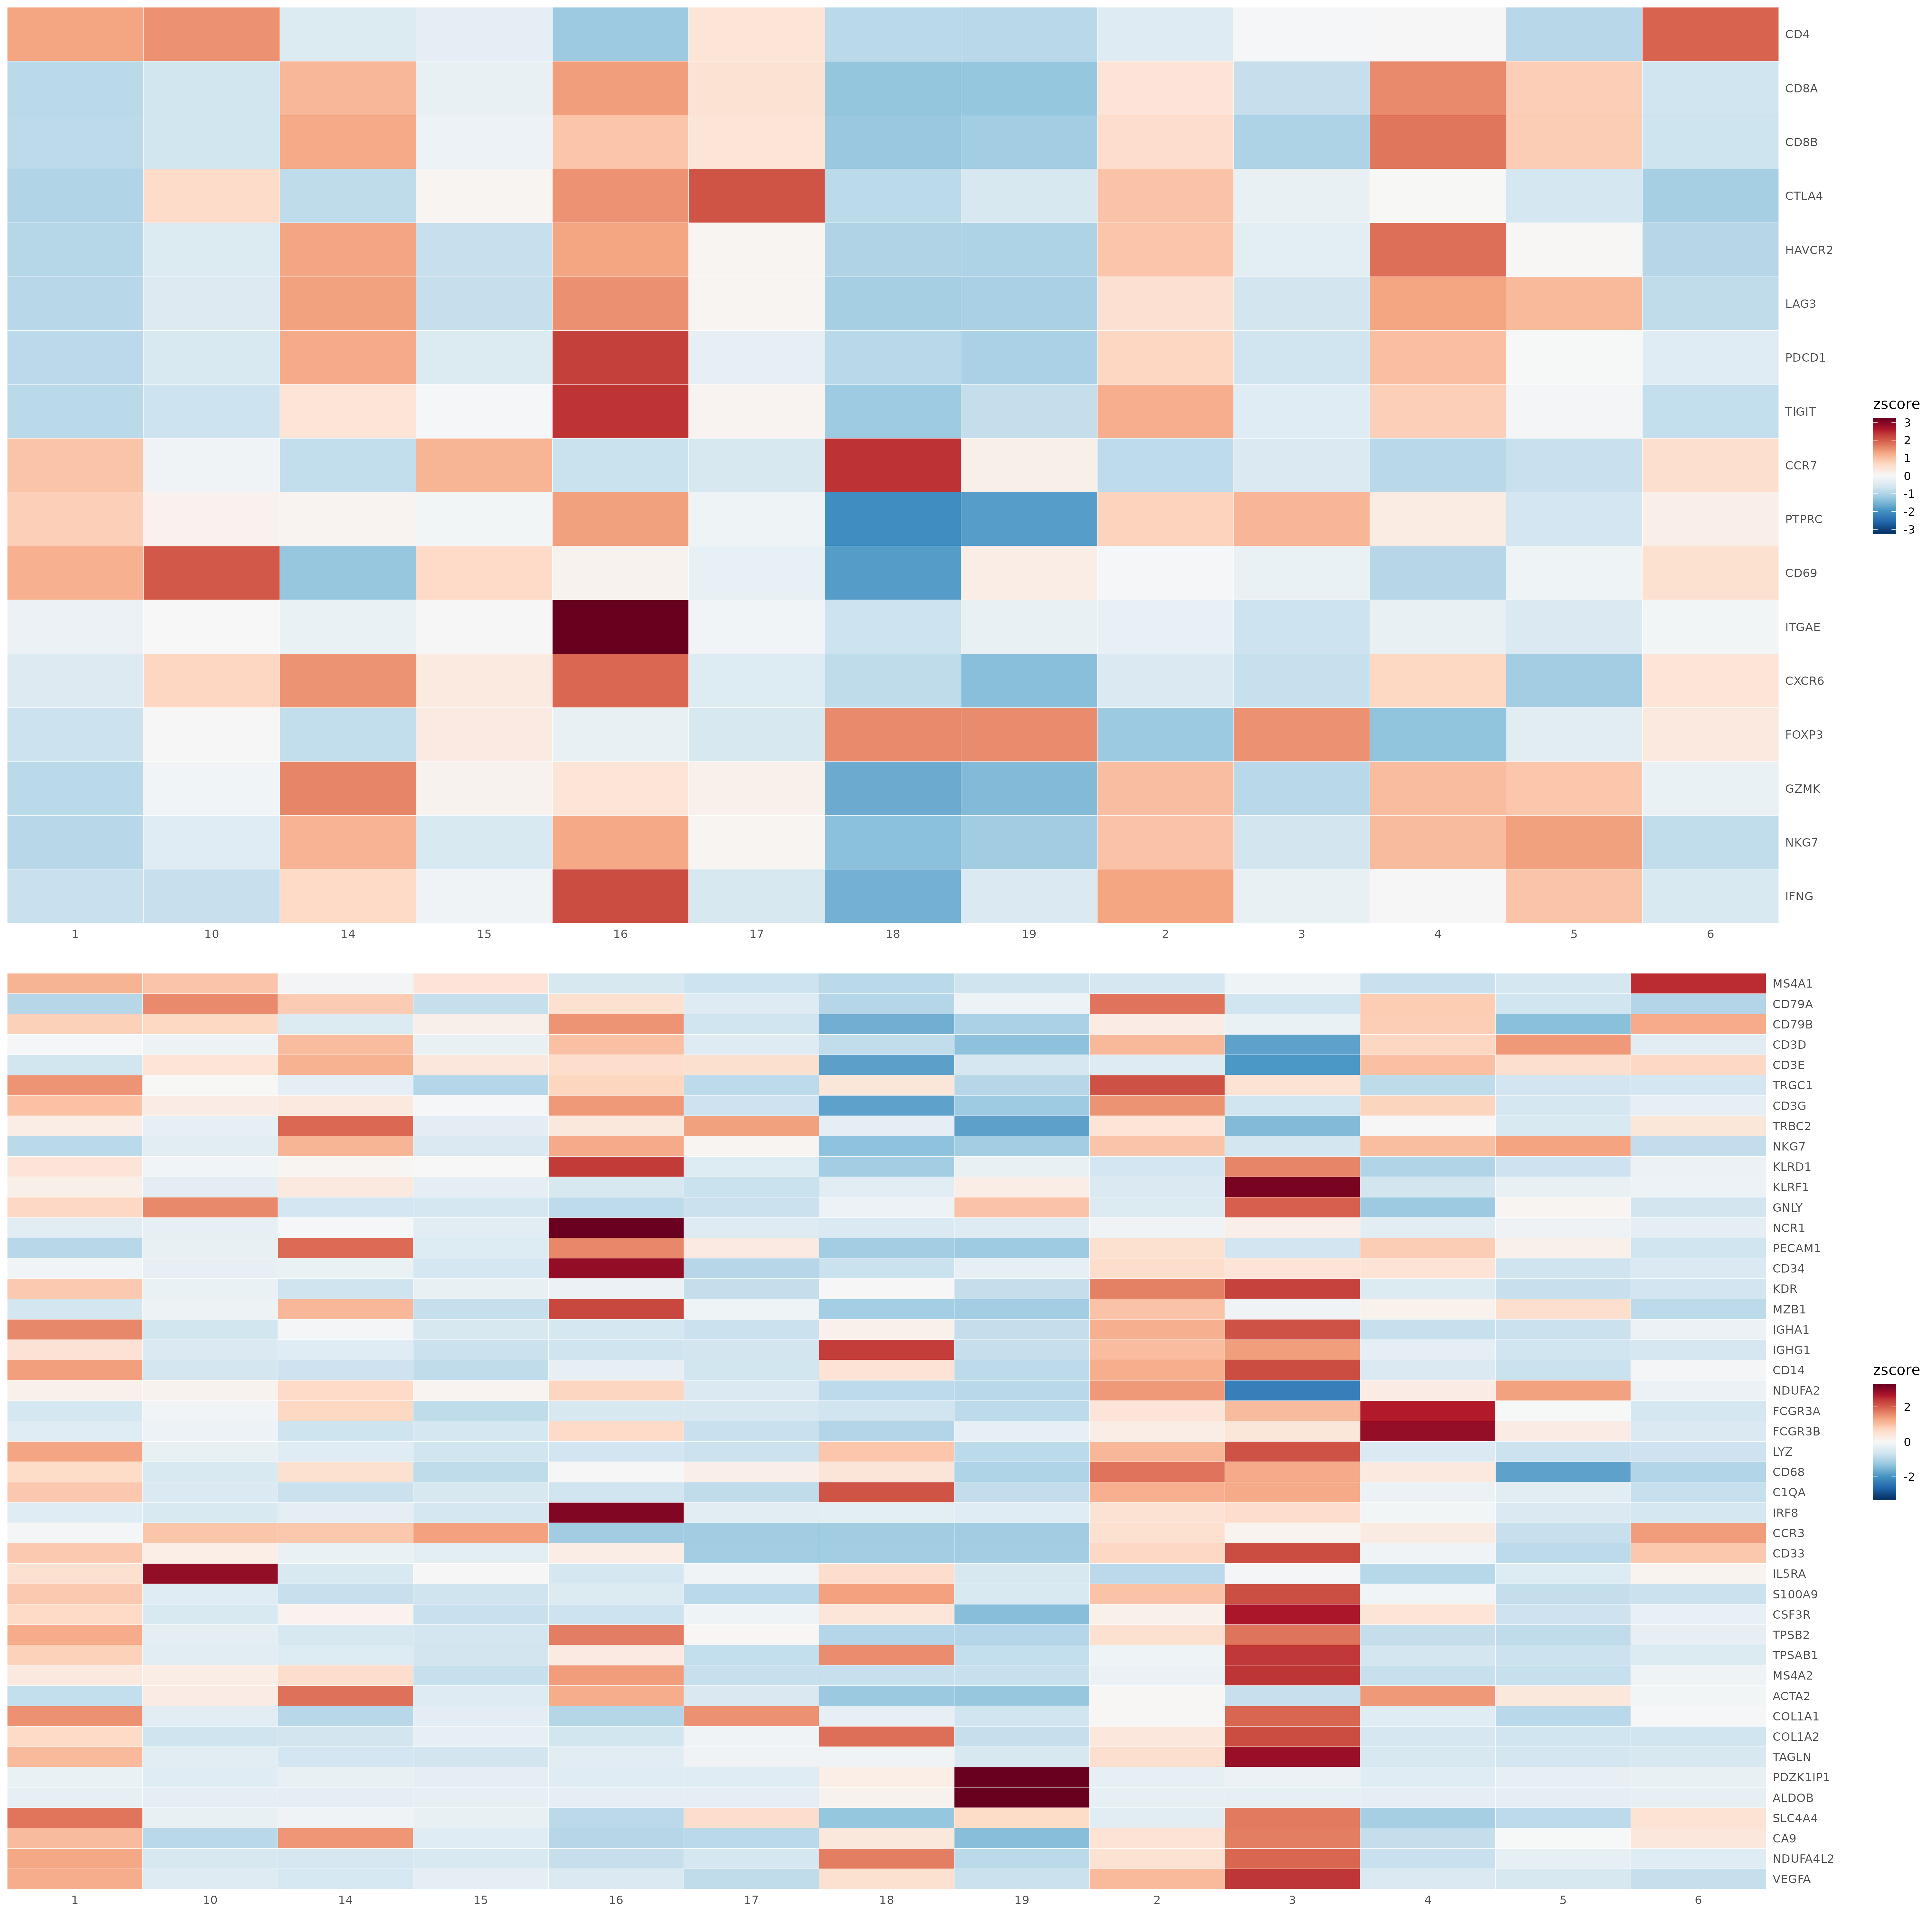 CD4
CD8A
CD8B
CTLA4
HAVCR2
LAG3
PDCD1
TIGIT
CCR7
PTPRC
CD69
ITGAE
CXCR6
FOXP3
GZMK
NKG7
IFNG
1 10 14 15 16 17 18 19 2 3 4 5 6
zscore
3
2
1
0
-1
-2
-3
MS4A1
CD79A
CD79B
CD3D
CD3E
TRGC1
CD3G
TRBC2
NKG7
KLRD1
KLRF1
GNLY
NCR1
PECAM1
CD34
KDR
MZB1
IGHA1
IGHG1
CD14
NDUFA2
FCGR3A
FCGR3B
LYZ
CD68
C1QA
IRF8
CCR3
CD33
IL5RA
S100A9
CSF3R
TPSB2
TPSAB1
MS4A2
ACTA2
COL1A1
COL1A2
TAGLN
PDZK1IP1
ALDOB
SLC4A4
CA9
NDUFA4L2
VEGFA
1 10 14 15 16 17 18 19 2 3 4 5 6
zscore
2
0
-2